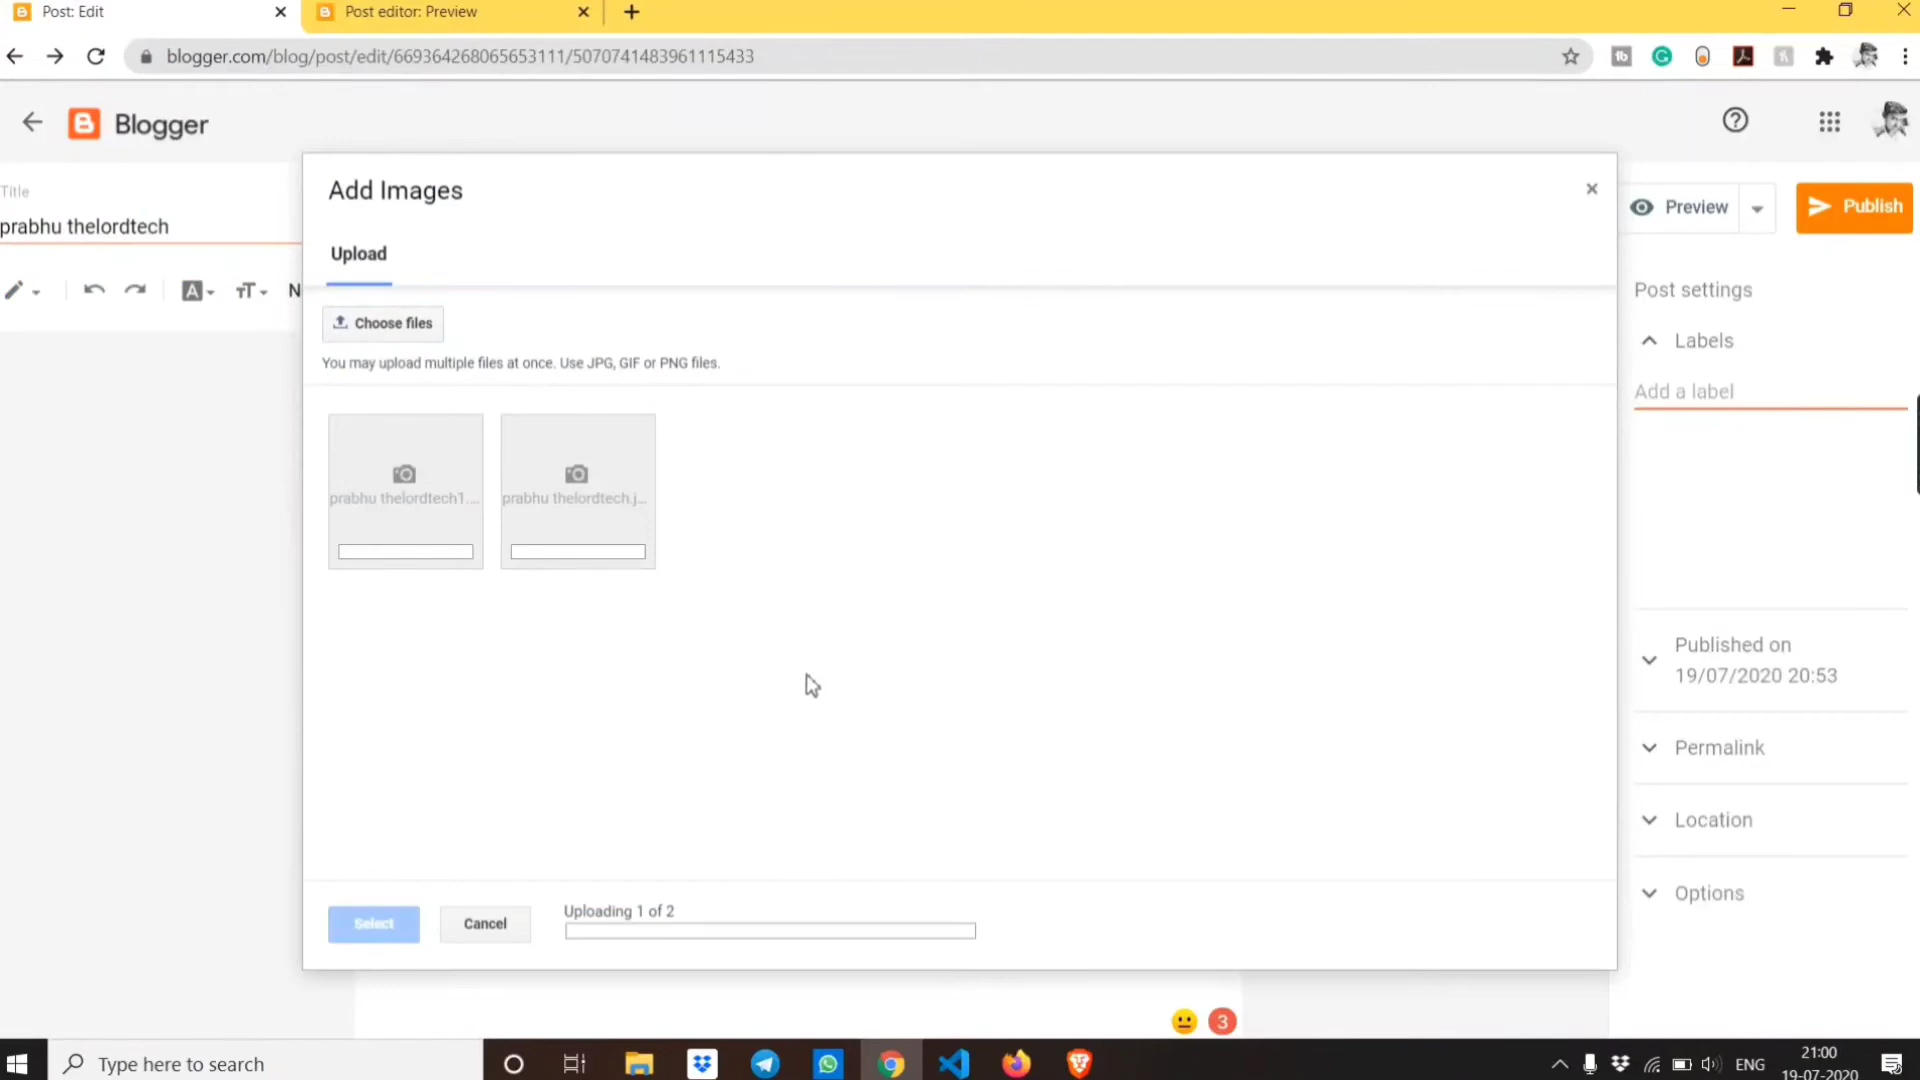 Post: Edit
Post editor: Preview
blogger.com/blog/post/edit/669364268065653111/5070741483961115433
Blogger
Title
prabhu thelordtech
N
Add Images
Upload
Choose files
You may upload multiple files at once. Use JPG, GIF or PNG files.
prabhu thelordtech1....
prabhu thelordtech.j...
Select
Cancel
Uploading 1 of 2
Preview
Publish
Post settings
Labels
Add a label
Published on
19/07/2020 20:53
Permalink
Location
Options
3
Type here to search
ENG
21:00
19-07-2020